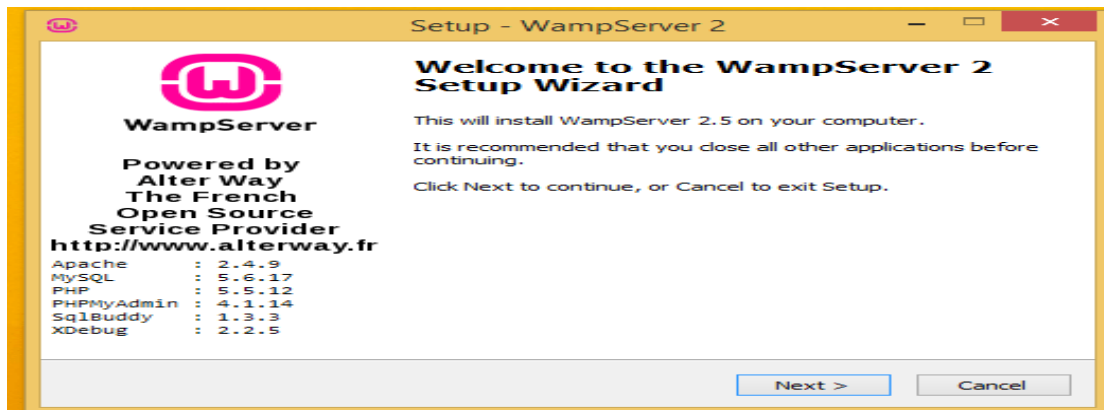 Setup - WampServer 2
WampServer
Powered by
Alter Way
The French
Open Source
Service Provider
http://www.alterway.fr
Apache : 2.4.9
MySQL : 5.6.17
PHP : 5.5.12
PHPMyAdmin : 4.1.14
SqlBuddy : 1.3.3
XDebug : 2.2.5
Welcome to the WampServer 2
Setup Wizard
This will install WampServer 2.5 on your computer.
It is recommended that you close all other applications before
continuing.
Click Next to continue, or Cancel to exit Setup.
Next >
Cancel